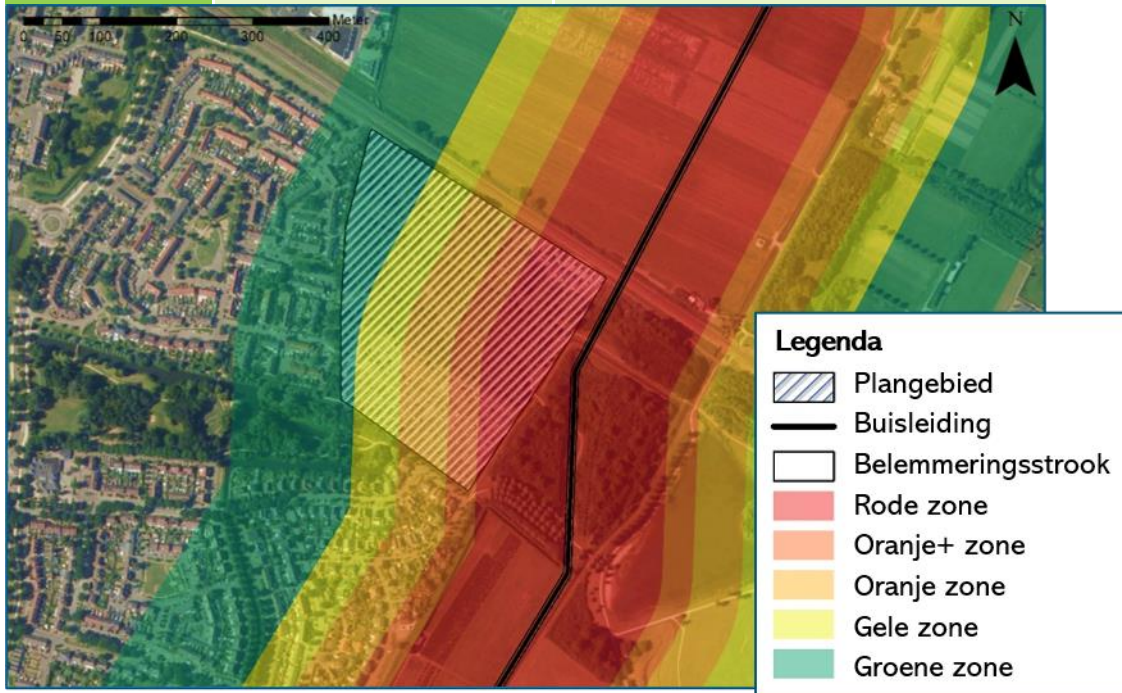 Meter
0 50 100 200 300 400
N
Legenda
Plangebied
Buisleiding
Belemmeringsstrook
Rode zone
Oranje+ zone
Oranje zone
Gele zone
Groene zone